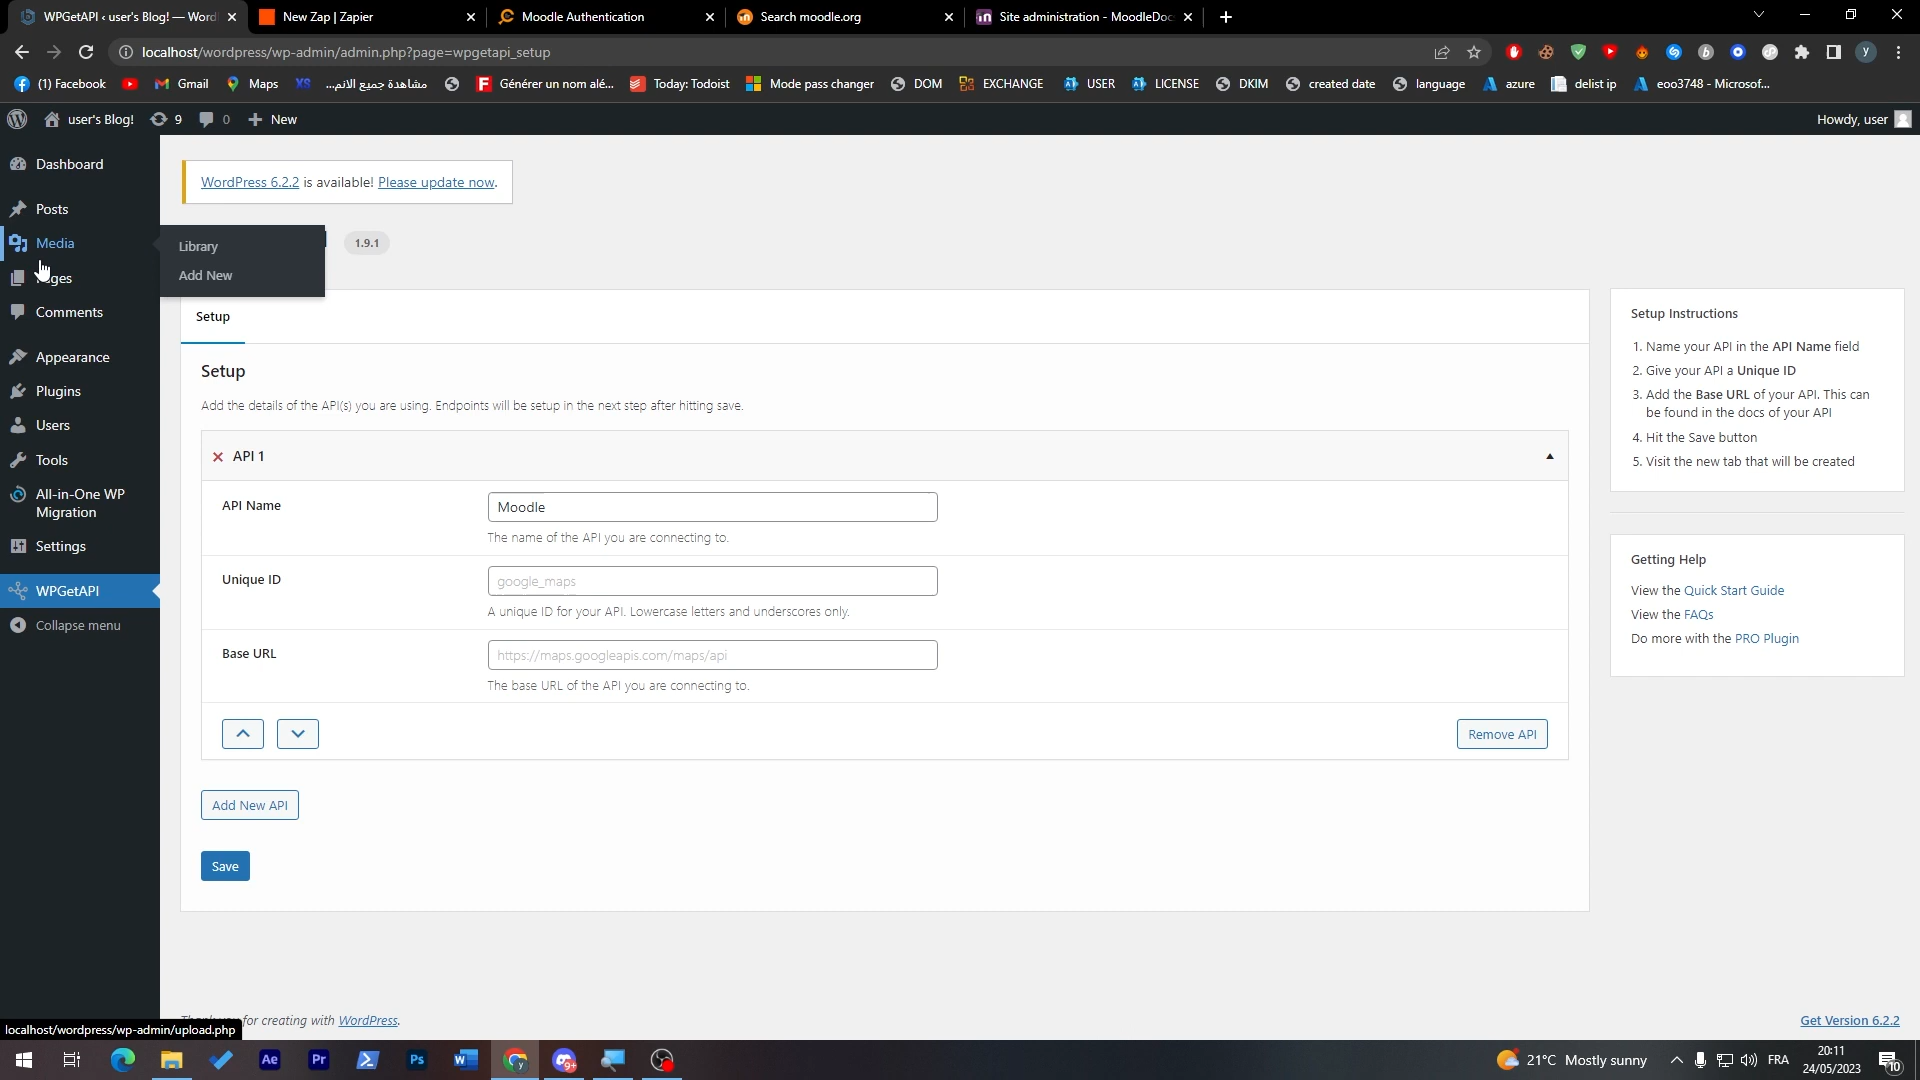 WPGetAPI ‹ user's Blog! — Word
New Zap | Zapier
Moodle Authentication
Search moodle.org
Site administration - MoodleDoc
localhost/wordpress/wp-admin/admin.php?page=wpgetapi_setup
(1) Facebook
Gmail
Maps
مشاهدة جميع الانم...
Générer un nom alé...
Today: Todoist
Mode pass changer
DOM
EXCHANGE
USER
LICENSE
DKIM
created date
language
azure
delist ip
eoo3748 - Microsof...
user's Blog!
9
0
New
Howdy, user
Dashboard
Posts
Media
Pages
Comments
Appearance
Plugins
Users
Tools
All-in-One WP
Migration
Settings
WPGetAPI
Collapse menu
Library
Add New
WordPress 6.2.2 is available! Please update now.
1.9.1
Setup
Setup
Add the details of the API(s) you are using. Endpoints will be setup in the next step after hitting save.
API 1
API Name
Moodle
The name of the API you are connecting to.
Unique ID
google_maps
A unique ID for your API. Lowercase letters and underscores only.
Base URL
https://maps.googleapis.com/maps/api
The base URL of the API you are connecting to.
Remove API
Add New API
Save
Setup Instructions
1. Name your API in the API Name field
2. Give your API a Unique ID
3. Add the Base URL of your API. This can
be found in the docs of your API
4. Hit the Save button
5. Visit the new tab that will be created
Getting Help
View the Quick Start Guide
View the FAQs
Do more with the PRO Plugin
for creating with WordPress.
Get Version 6.2.2
localhost/wordpress/wp-admin/upload.php
21°C Mostly sunny
FRA
20:11
24/05/2023
10